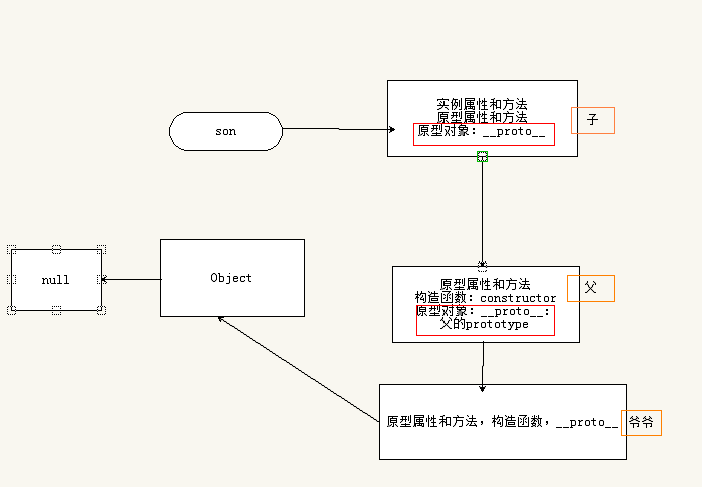 实例属性和方法
原型属性和方法
原型对象：__proto__
子
son
null
Object
原型属性和方法
构造函数：constructor
原型对象：__proto__：
父的prototype
父
原型属性和方法，构造函数，__proto__
爷爷